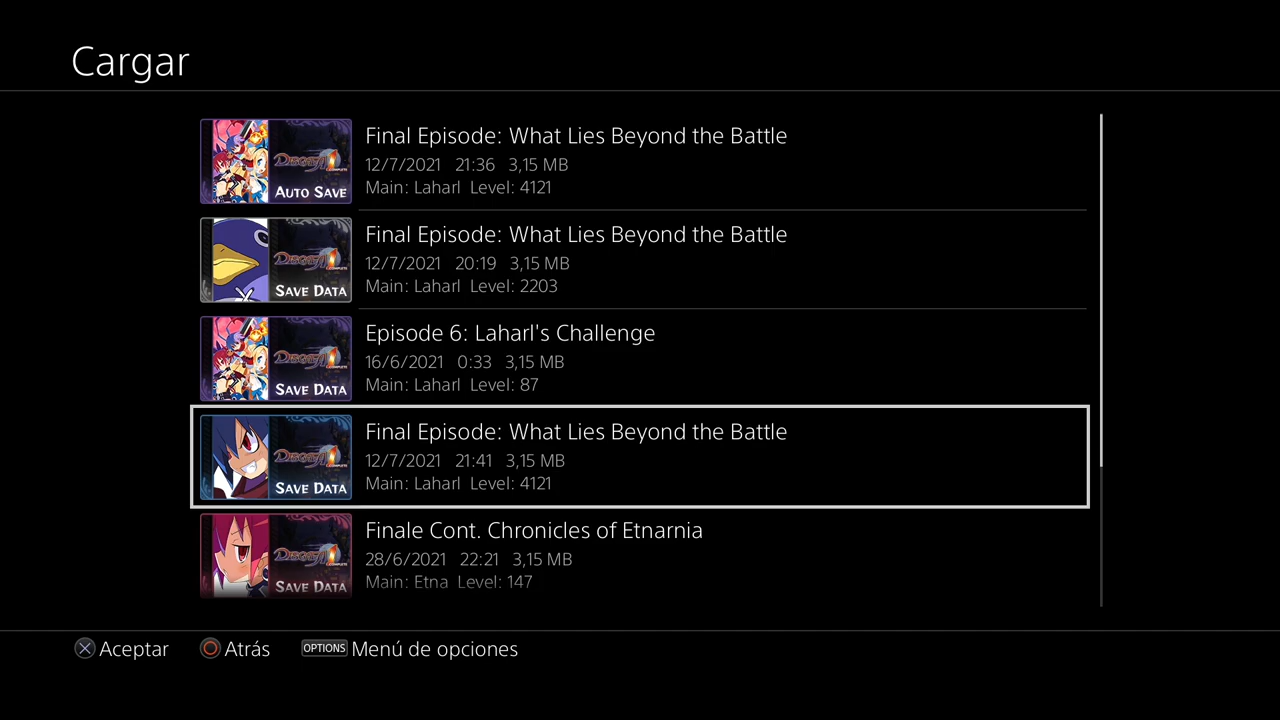 Cargar
Final Episode: What Lies Beyond the Battle
12/7/2021 21:36 3,15 MB
Main: Laharl Level: 4121
AUTO SAVE
Final Episode: What Lies Beyond the Battle
12/7/2021 20:19 3,15 MB
Main: Laharl Level: 2203
SAVE DATA
Episode 6: Laharl's Challenge
16/6/2021 0:33 3,15 MB
Main: Laharl Level: 87
SAVE DATA
Final Episode: What Lies Beyond the Battle
12/7/2021 21:41 3,15 MB
Main: Laharl Level: 4121
SAVE DATA
Finale Cont. Chronicles of Etnarnia
28/6/2021 22:21 3,15 MB
Main: Etna Level: 147
SAVE DATA
Aceptar Atrás OPTIONS Menú de opciones